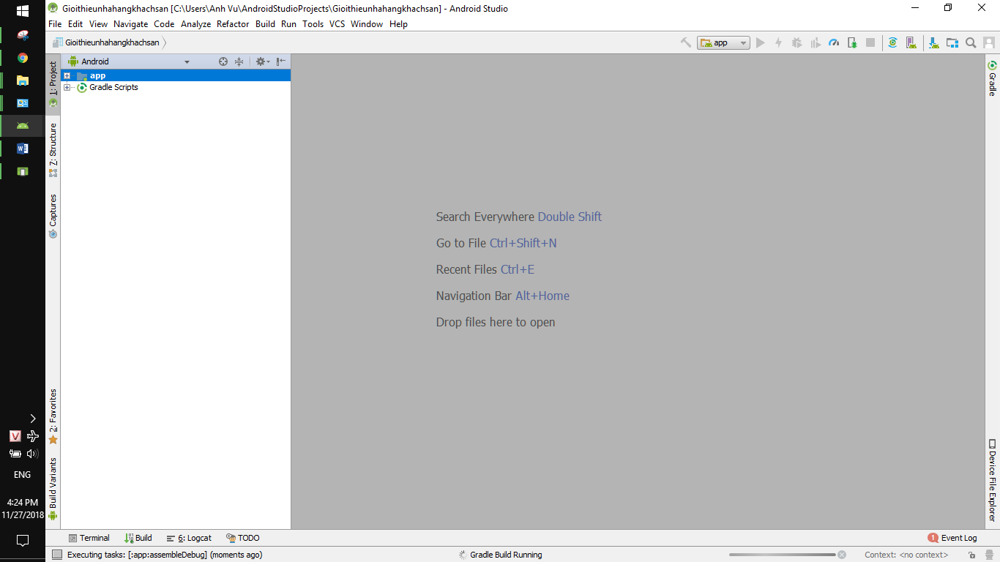 Gioithieunhahangkhachsan [C:\Users\Anh Vu\AndroidStudioProjects\Gioithieunhahangkhachsan] - Android Studio
File Edit View Navigate Code Analyze Refactor Build Run Tools VCS Window Help
Gioithieunhahangkhachsan
app
1: Project
Android
app
Gradle Scripts
7: Structure
Captures
2: Favorites
Build Variants
Search Everywhere Double Shift
Go to File Ctrl+Shift+N
Recent Files Ctrl+E
Navigation Bar Alt+Home
Drop files here to open
Gradle
Device File Explorer
W
V
ENG
4:24 PM
11/27/2018
Terminal Build 6: Logcat TODO
1 Event Log
Executing tasks: [:app:assembleDebug] (moments ago)
Gradle Build Running
Context: <no context>